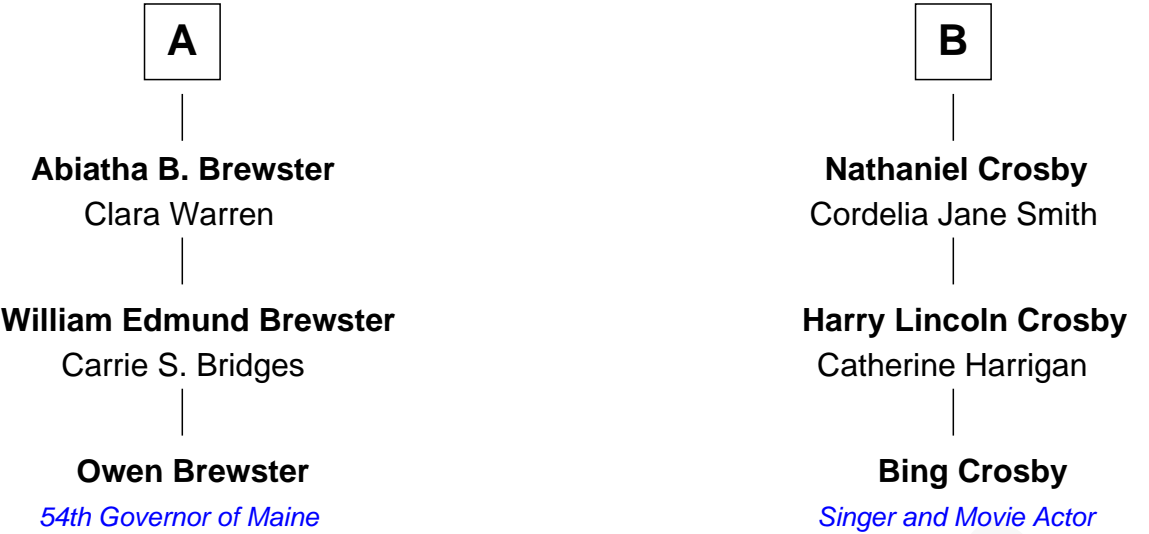 A
Abiatha B. Brewster
Clara Warren
William Edmund Brewster
Carrie S. Bridges
Owen Brewster
54th Governor of Maine
B
Nathaniel Crosby
Cordelia Jane Smith
Harry Lincoln Crosby
Catherine Harrigan
Bing Crosby
Singer and Movie Actor